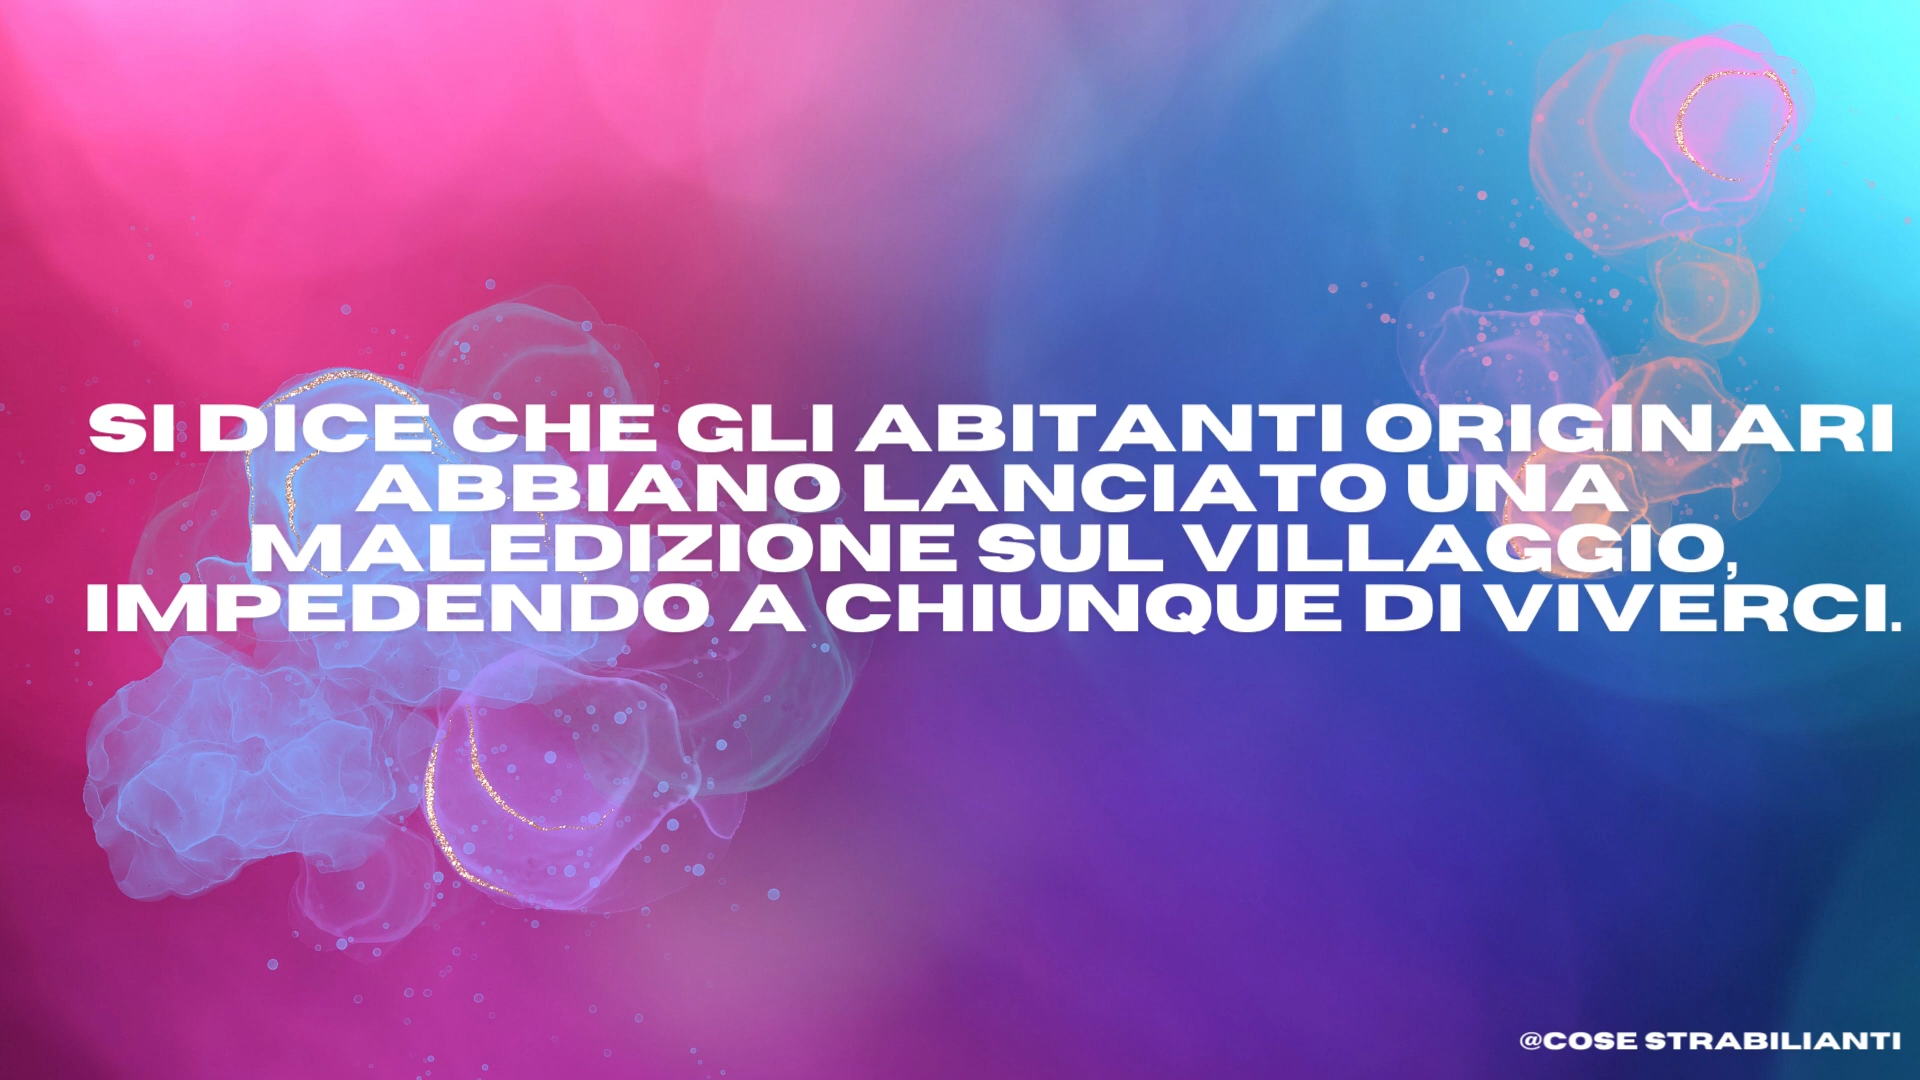 SI DICE CHE GLI ABITANTI ORIGINARI
ABBIANO LANCIATO UNA
MALEDIZIONE SUL VILLAGGIO,
IMPEDENDO A CHIUNQUE DI VIVERCI.
@COSE STRABILIANTI